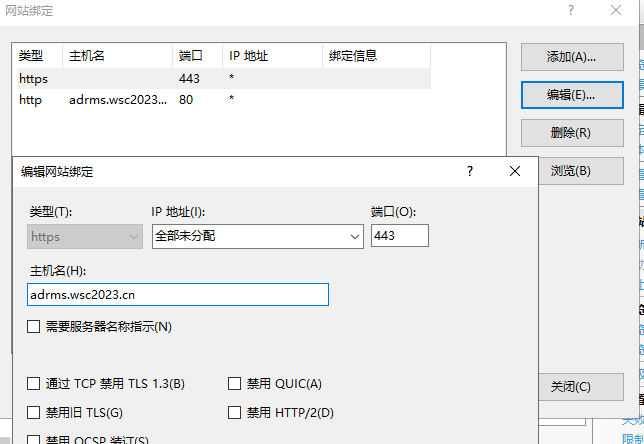 网站绑定 ?
类型 主机名 端口 IP 地址 绑定信息
https 443 *
http adrms.wsc2023... 80 *
添加(A)...
编辑(E)...
删除(R)
浏览(B)
编辑网站绑定 ?
类型(T): IP 地址(I): 端口(O):
https 全部未分配 443
主机名(H):
adrms.wsc2023.cn
需要服务器名称指示(N)
通过 TCP 禁用 TLS 1.3(B) 禁用 QUIC(A)
禁用旧 TLS(G) 禁用 HTTP/2(D)
禁用 OCSP 装订(S)
关闭(C)
失败
限制